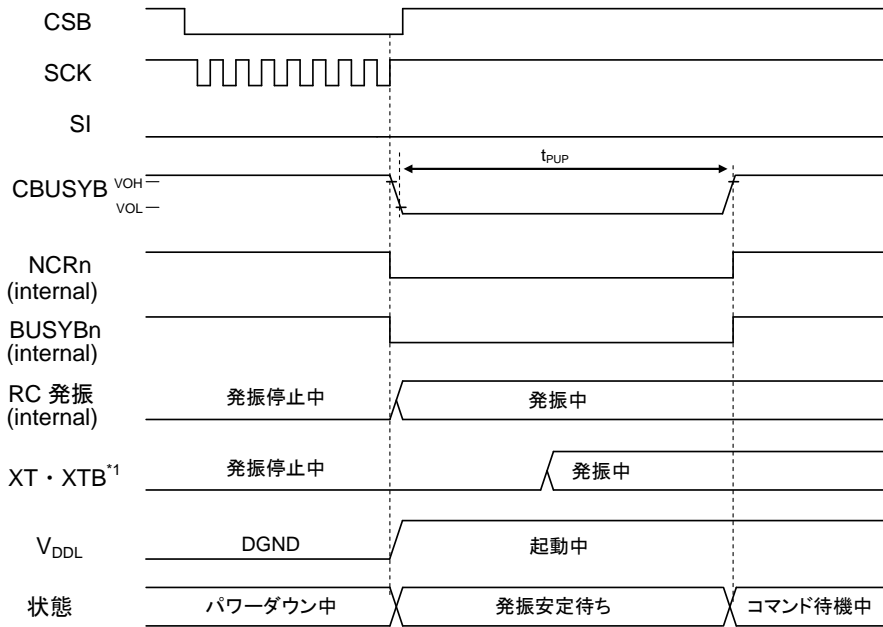 CSB
SCK
SI
tPUP
CBUSYB VOH
VOL
NCRn
(internal)
BUSYBn
(internal)
RC 発振
(internal)
発振停止中 発振中
XT・XTB*1 発振停止中 発振中
VDDL DGND 起動中
状態 パワーダウン中 発振安定待ち コマンド待機中